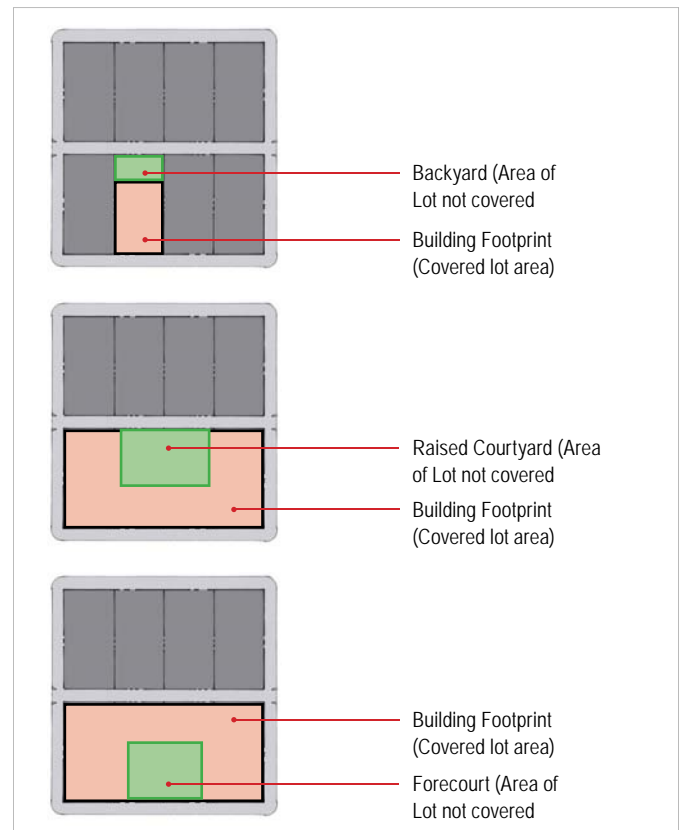 Backyard (Area of
Lot not covered
Building Footprint
(Covered lot area)
Raised Courtyard (Area
of Lot not covered
Building Footprint
(Covered lot area)
Building Footprint
(Covered lot area)
Forecourt (Area of
Lot not covered